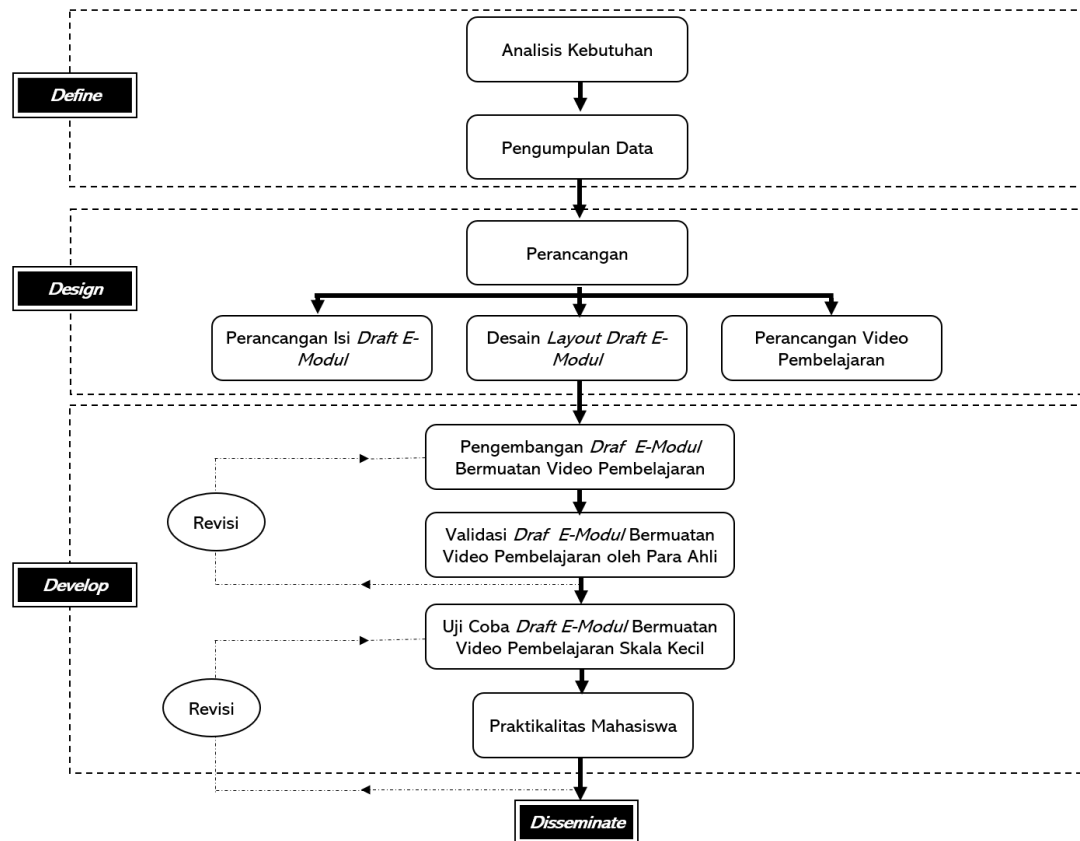 Analisis Kebutuhan
Define
Pengumpulan Data
Perancangan
Design
Perancangan Isi Draft E-
Modul
Desain Layout Draft E-
Modul
Perancangan Video
Pembelajaran
Pengembangan Draf E-Modul
Bermuatan Video Pembelajaran
Revisi
Validasi Draf E-Modul Bermuatan
Video Pembelajaran oleh Para Ahli
Develop
Uji Coba Draft E-Modul Bermuatan
Video Pembelajaran Skala Kecil
Revisi
Praktikalitas Mahasiswa
Disseminate